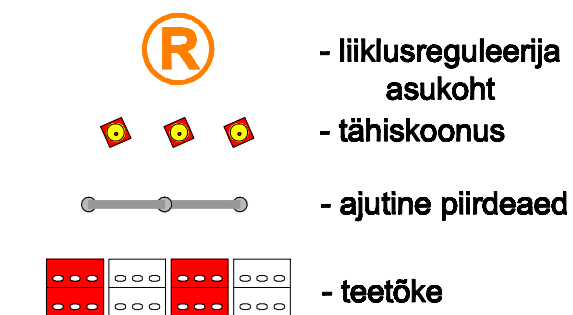 R
- liiklusreguleerija
asukoht
- tähiskoonus
- ajutine piirdeaed
- teetõke